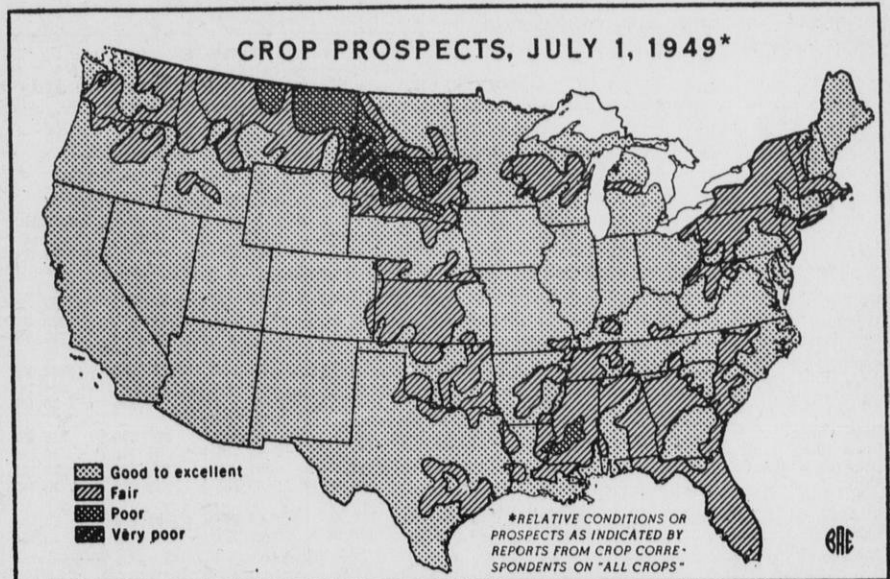 CROP PROSPECTS, JULY 1, 1949*
Good to excellent
Fair
Poor
Very poor
*RELATIVE CONDITIONS OR
PROSPECTS AS INDICATED BY
REPORTS FROM CROP CORRE-
SPONDENTS ON "ALL CROPS"
BAE